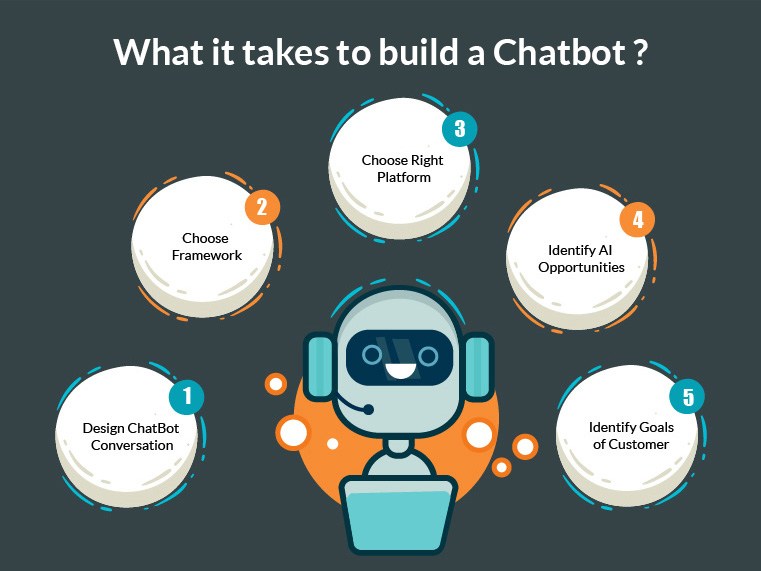 What it takes to build a Chatbot ?
1
Design ChatBot
Conversation
2
Choose
Framework
3
Choose Right
Platform
4
Identify AI
Opportunities
5
Identify Goals
of Customer